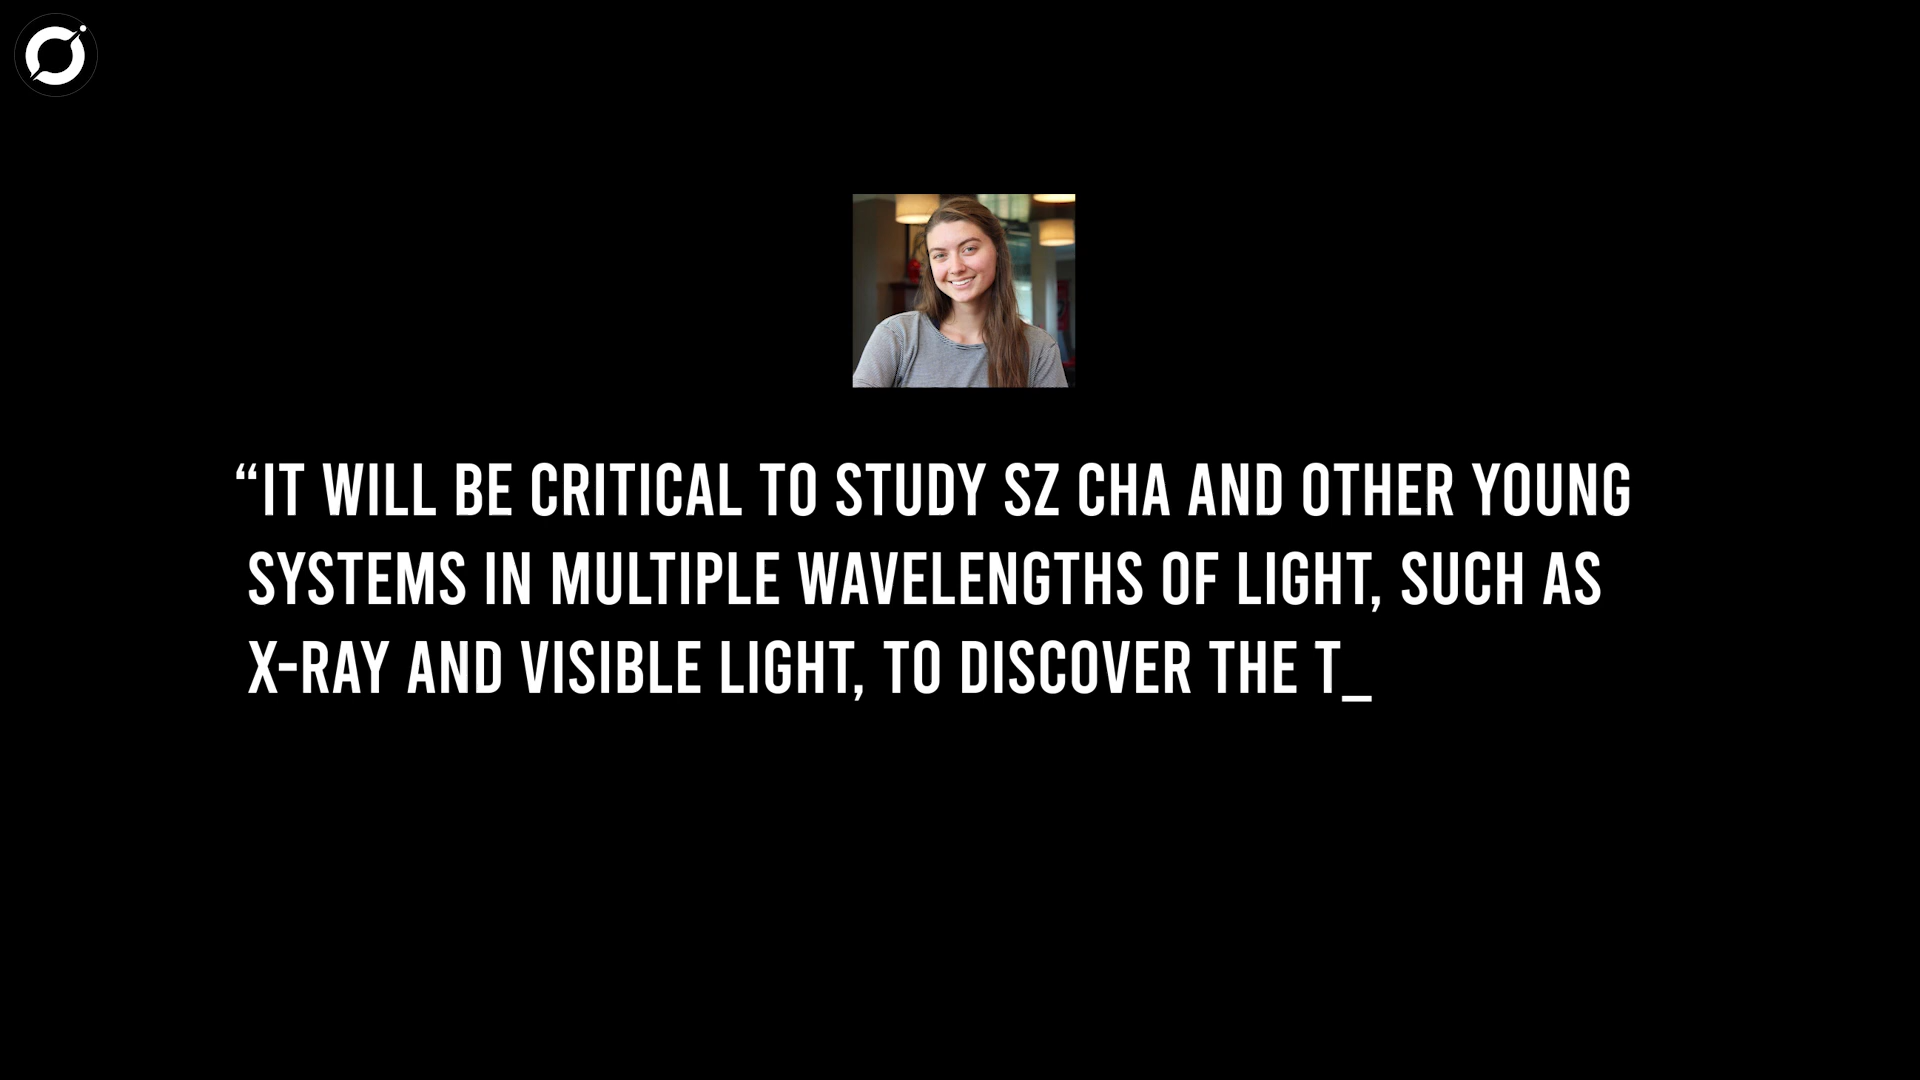 “IT WILL BE CRITICAL TO STUDY SZ CHA AND OTHER YOUNG
SYSTEMS IN MULTIPLE WAVELENGTHS OF LIGHT, SUCH AS
X-RAY AND VISIBLE LIGHT, TO DISCOVER THE T_